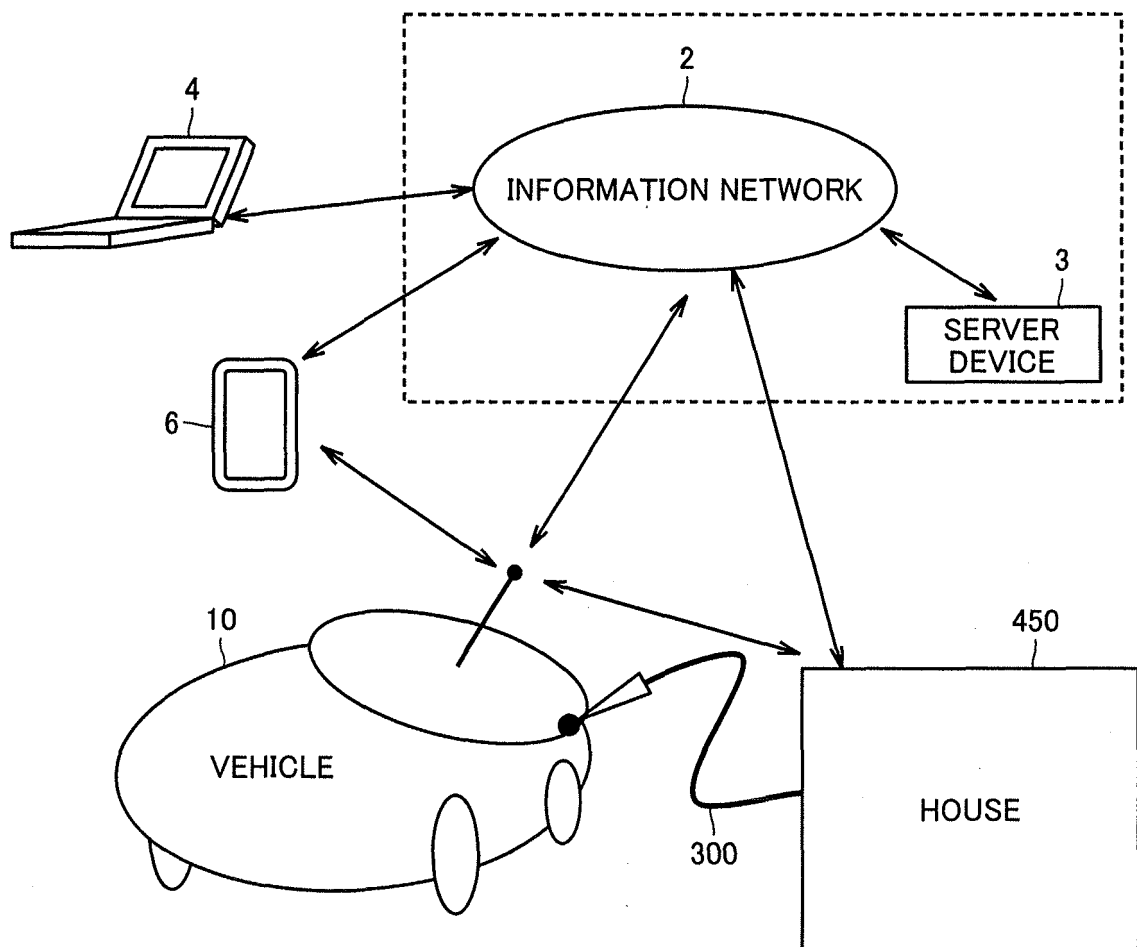 2
4
INFORMATION NETWORK
3
SERVER
DEVICE
6
10
450
VEHICLE
HOUSE
300